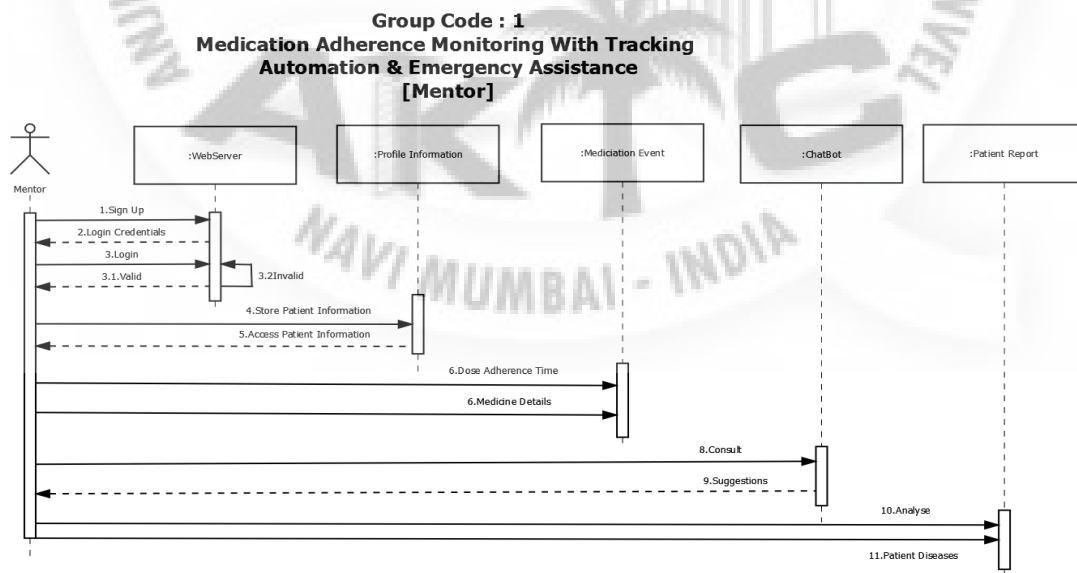 Group Code : 1
Medication Adherence Monitoring With Tracking
Automation & Emergency Assistance
[Mentor]
AKTC
NAVI MUMBAI - INDIA
Mentor
:WebServer
:Profile Information
:Mediciation Event
:ChatBot
:Patient Report
1.Sign Up
2.Login Credentials
3.Login
3.1.Valid
3.2Invalid
4.Store Patient Information
5.Access Patient Information
6.Dose Adherence Time
6.Medicine Details
8.Consult
9.Suggestions
10.Analyse
11.Patient Diseases